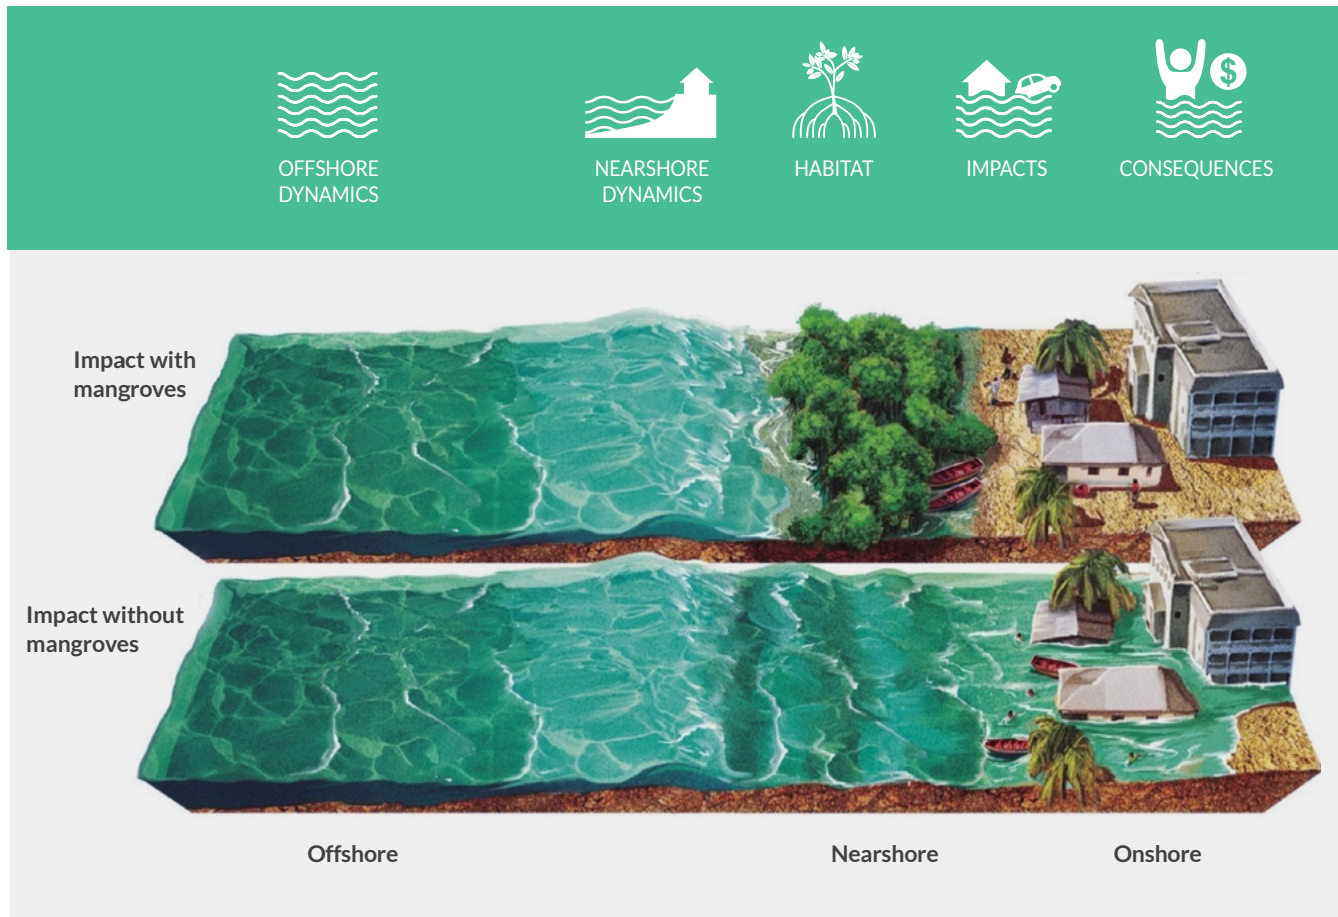 $
OFFSHORE
DYNAMICS
NEARSHORE
DYNAMICS
HABITAT
IMPACTS
CONSEQUENCES
Impact with
mangroves
Impact without
mangroves
Offshore
Nearshore
Onshore